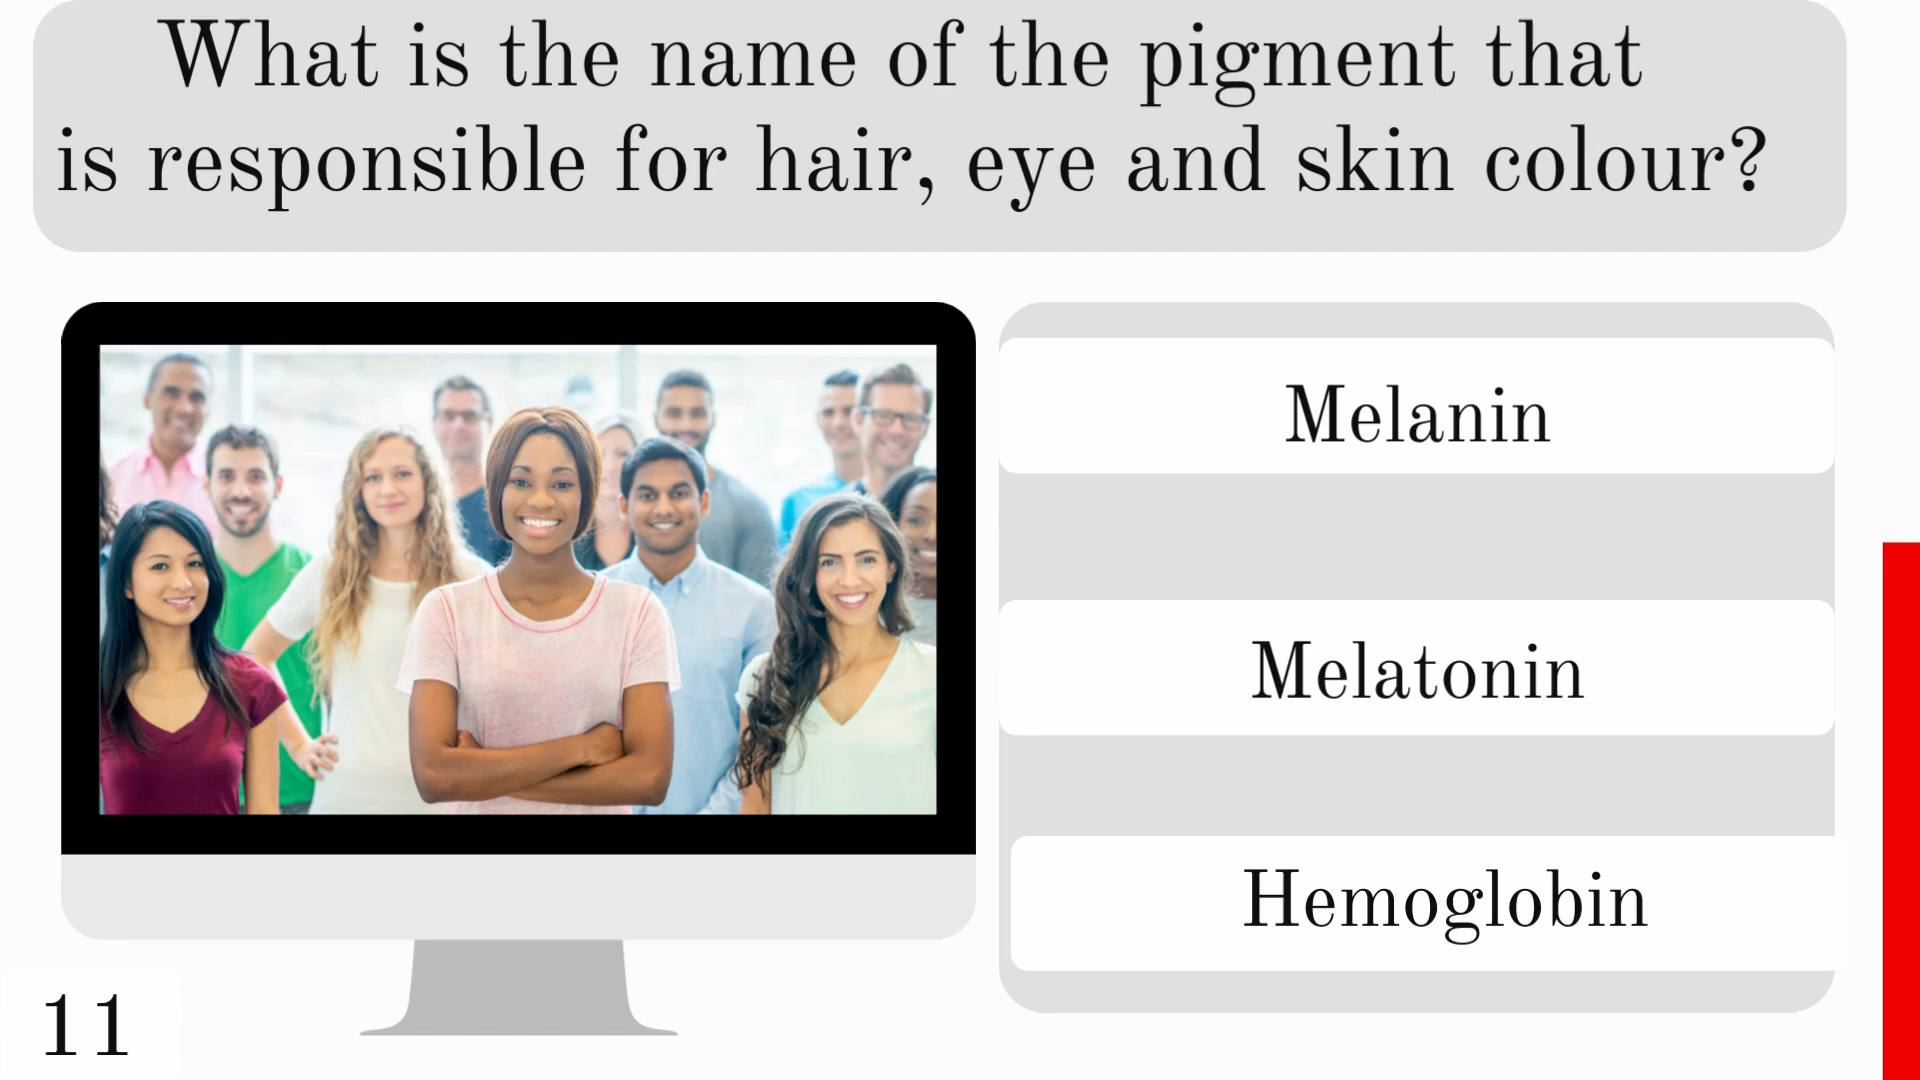 What is the name of the pigment that
is responsible for hair, eye and skin colour?
Melanin
Melatonin
Hemoglobin
11